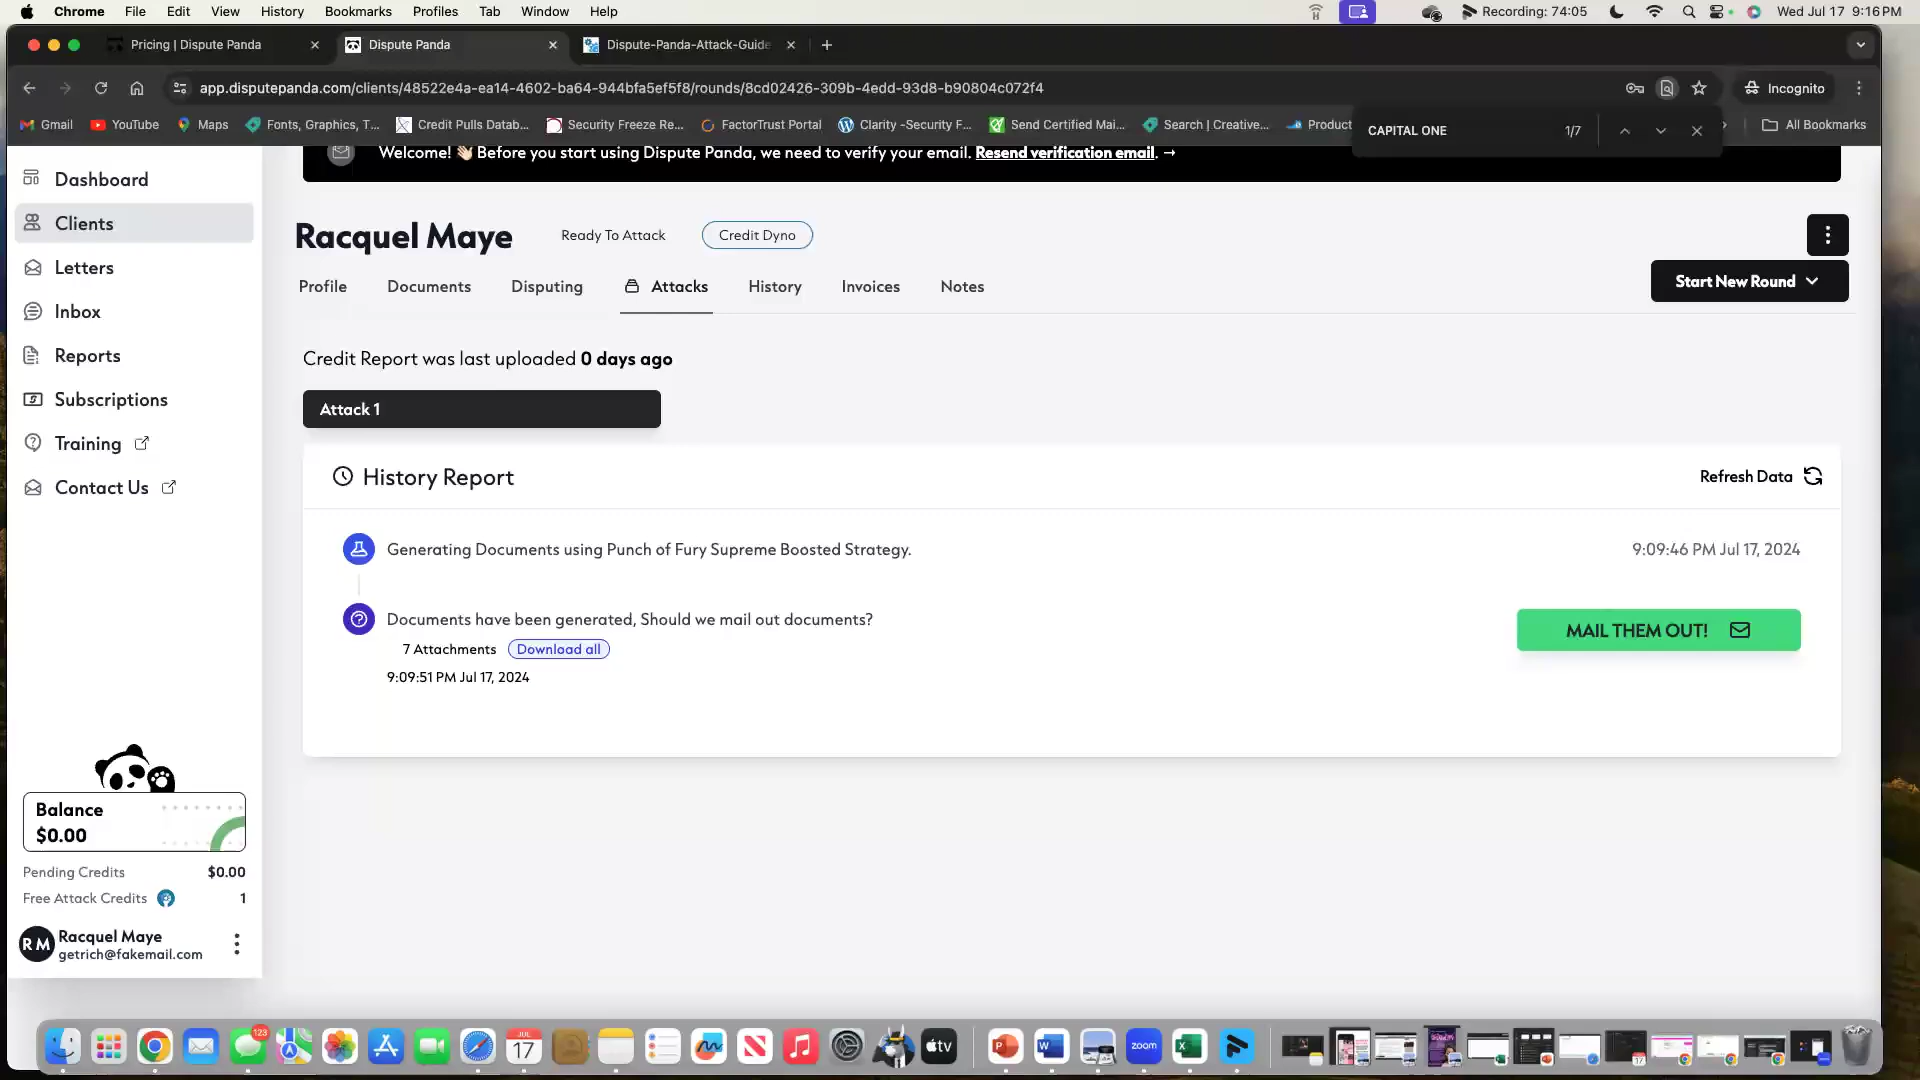 Chrome File Edit View History Bookmarks Profiles Tab Window Help Recording: 74:05 Wed Jul 17 9:16 PM
Pricing | Dispute Panda Dispute Panda Dispute-Panda-Attack-Guide
app.disputepanda.com/clients/48522e4a-ea14-4602-ba64-944bfa5ef5f8/rounds/8cd02426-309b-4edd-93d8-b90804c072f4 Incognito
Gmail YouTube Maps Fonts, Graphics, T... Credit Pulls Datab... Security Freeze Re... FactorTrust Portal Clarity -Security F... Send Certified Mai... Search | Creative... Product All Bookmarks
CAPITAL ONE 1/7
Welcome! 👋🏻 Before you start using Dispute Panda, we need to verify your email. Resend verification email. →
Dashboard
Clients
Letters
Inbox
Reports
Subscriptions
Training
Contact Us
Racquel Maye Ready To Attack Credit Dyno
Profile Documents Disputing Attacks History Invoices Notes
Start New Round
Credit Report was last uploaded 0 days ago
Attack 1
History Report Refresh Data
Generating Documents using Punch of Fury Supreme Boosted Strategy. 9:09:46 PM Jul 17, 2024
Documents have been generated, Should we mail out documents?
7 Attachments Download all
9:09:51 PM Jul 17, 2024
MAIL THEM OUT!
Balance
$0.00
Pending Credits $0.00
Free Attack Credits 1
RM Racquel Maye
getrich@fakemail.com
123
JUL
17
tv
zoom